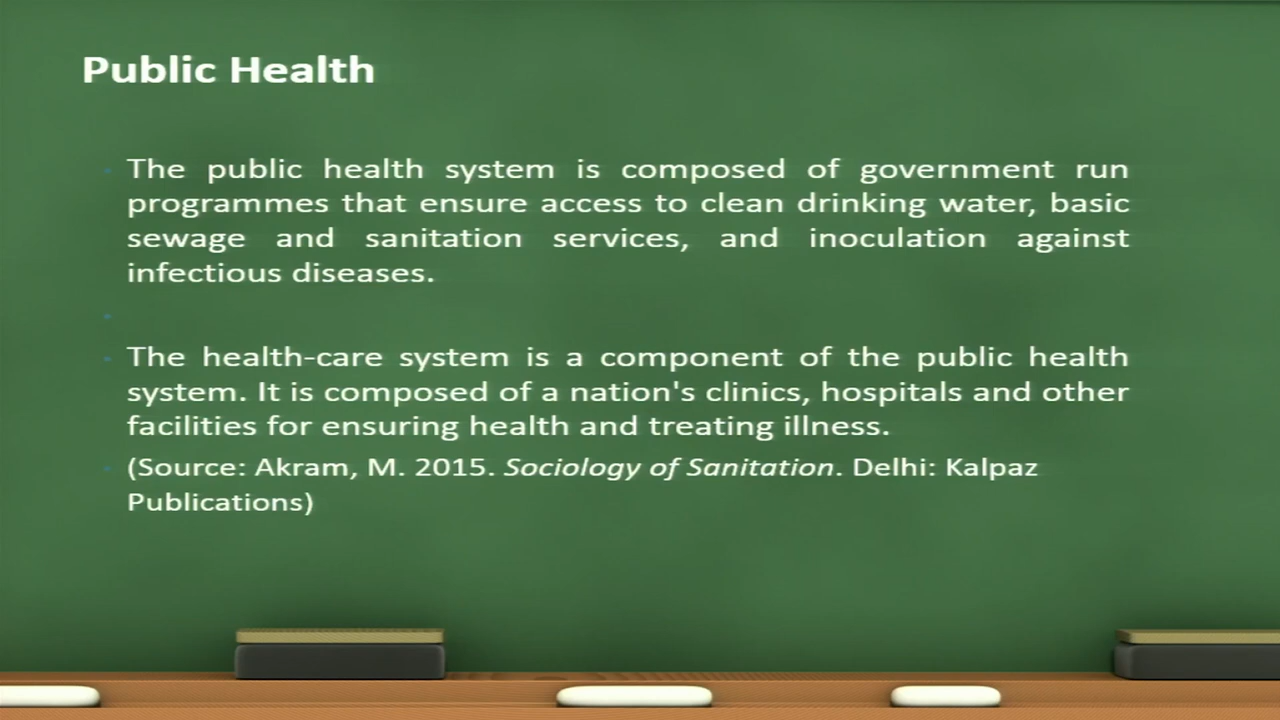 Public Health
The public health system is composed of government run
programmes that ensure access to clean drinking water, basic
sewage and sanitation services, and inoculation against
infectious diseases.
The health-care system is a component of the public health
system. It is composed of a nation's clinics, hospitals and other
facilities for ensuring health and treating illness.
(Source: Akram, M. 2015. Sociology of Sanitation. Delhi: Kalpaz
Publications)